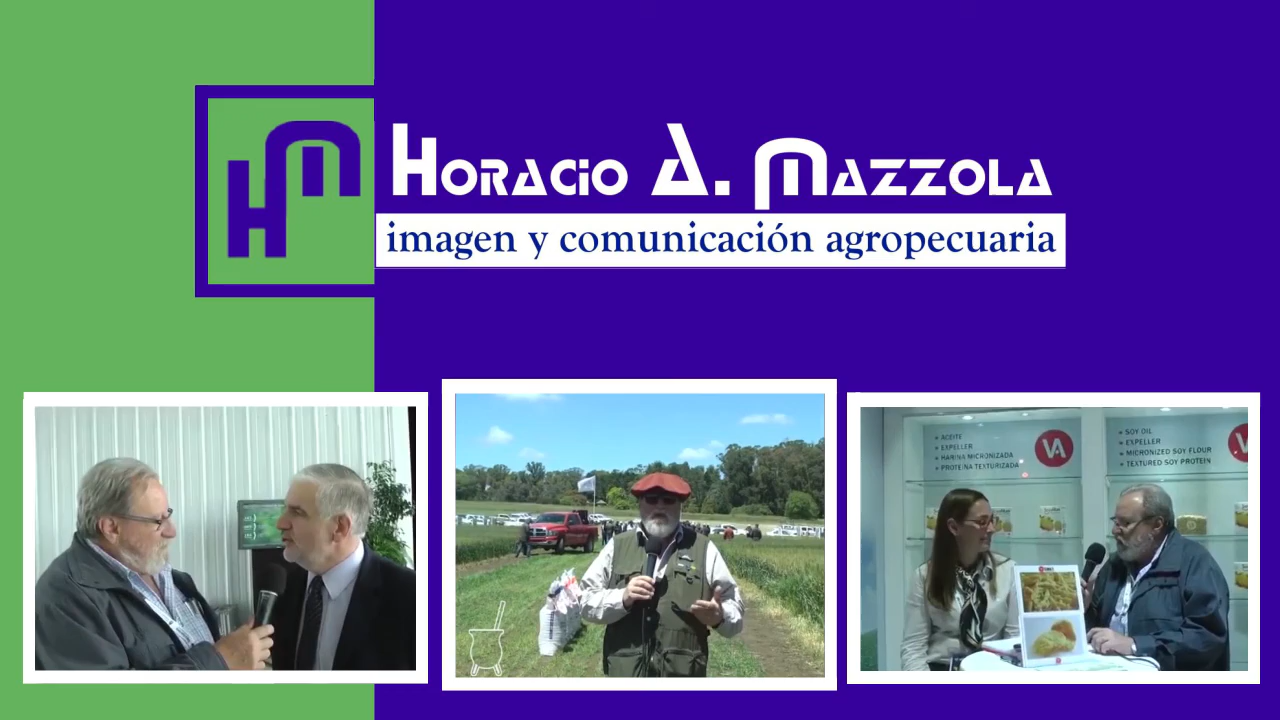 HM
HORACIO A. MAZZOLA
imagen y comunicación agropecuaria
» ACEITE
» EXPELLER
» HARINA MICRONIZADA
» PROTEINA TEXTURIZADA
VA
» SOY OIL
» EXPELLER
» MICRONIZED SOY FLOUR
» TEXTURED SOY PROTEIN